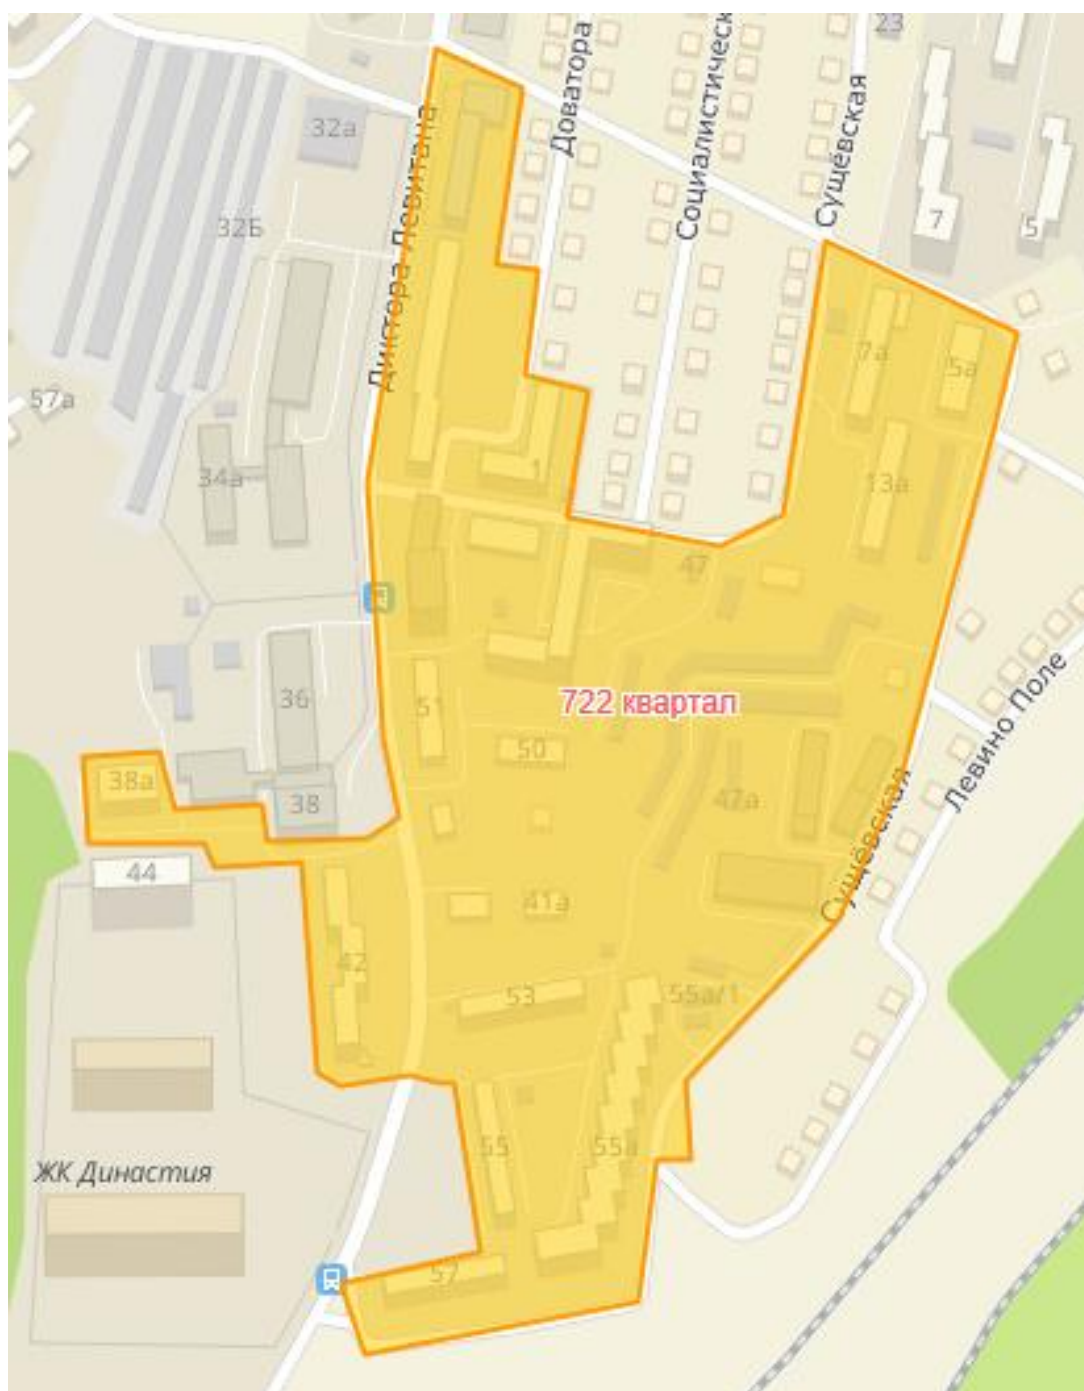 23
Доватора
Социалистическ
Сущёвская
32а
Диктора Левитана
32Б
7
5
7а
5а
57а
1
34а
13а
47
36
51
722 квартал
50
Левино Поле
38а
38
47а
Сущёвская
44
41а
42
53
55а/1
55
55а
ЖК Династия
57